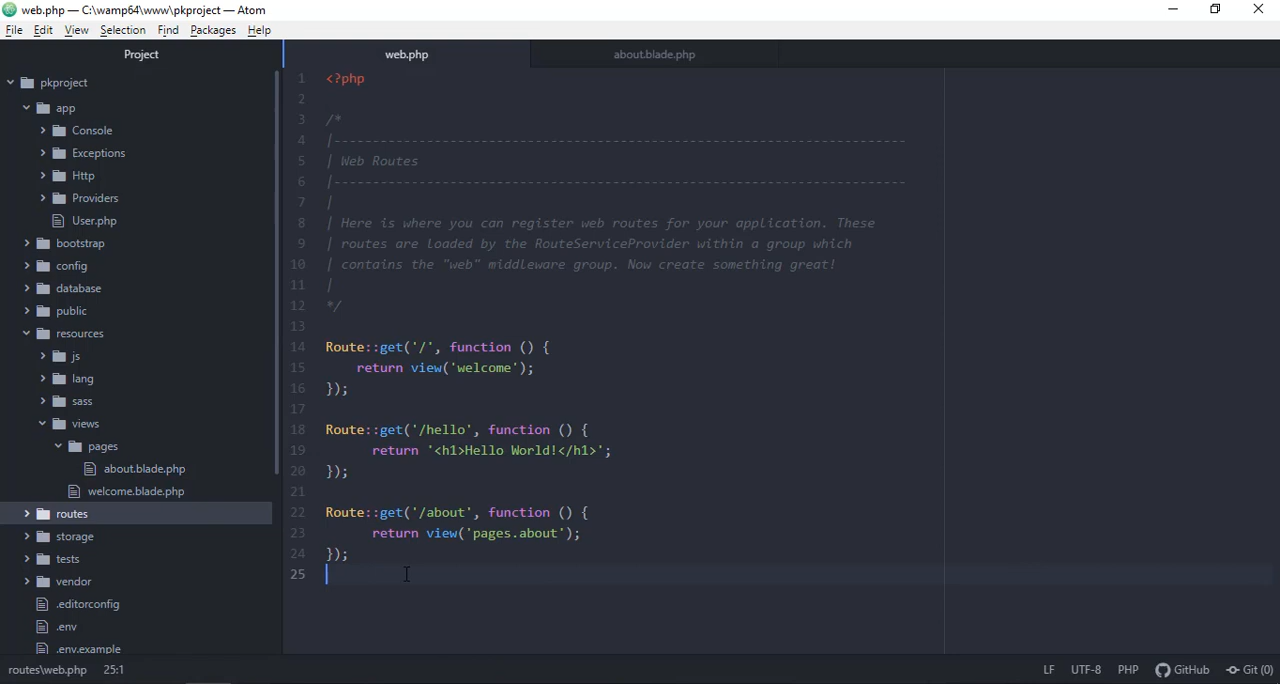 web.php — C:\wamp64\www\pkproject — Atom
File Edit View Selection Find Packages Help
Project
pkproject
app
Console
Exceptions
Http
Providers
User.php
bootstrap
config
database
public
resources
js
lang
sass
views
pages
about.blade.php
welcome.blade.php
routes
storage
tests
vendor
.editorconfig
.env
.env.example
web.php about.blade.php
1 <?php
2
3 /*
4 |--------------------------------------------------------------------------
5 | Web Routes
6 |--------------------------------------------------------------------------
7 |
8 | Here is where you can register web routes for your application. These
9 | routes are loaded by the RouteServiceProvider within a group which
10 | contains the "web" middleware group. Now create something great!
11 |
12 */
13
14 Route::get('/', function () {
15     return view('welcome');
16 });
17
18 Route::get('/hello', function () {
19       return '<h1>Hello World!</h1>';
20 });
21
22 Route::get('/about', function () {
23       return view('pages.about');
24 });
25
routes\web.php 25:1 LF UTF-8 PHP GitHub Git (0)